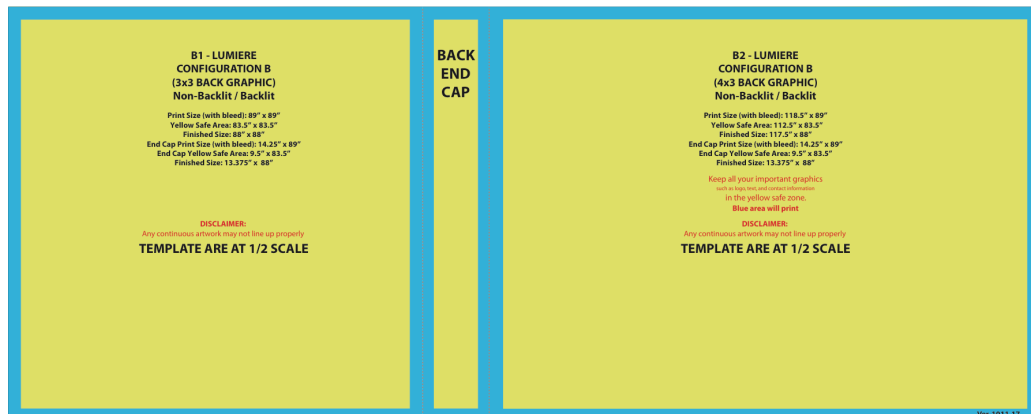 B1 - LUMIERE
CONFIGURATION B
(3x3 BACK GRAPHIC)
Non-Backlit / Backlit
Print Size (with bleed): 89” x 89”
Yellow Safe Area: 83.5” x 83.5”
Finished Size: 88” x 88”
End Cap Print Size (with bleed): 14.25” x 89”
End Cap Yellow Safe Area: 9.5” x 83.5”
Finished Size: 13.375” x  88”
DISCLAIMER:
Any continuous artwork may not line up properly
TEMPLATE ARE AT 1/2 SCALE
BACK
END
CAP
B2 - LUMIERE
CONFIGURATION B
(4x3 BACK GRAPHIC)
Non-Backlit / Backlit
Print Size (with bleed): 118.5” x 89”
Yellow Safe Area: 112.5” x 83.5”
Finished Size: 117.5” x 88”
End Cap Print Size (with bleed): 14.25” x 89”
End Cap Yellow Safe Area: 9.5” x 83.5”
Finished Size: 13.375” x  88”
Keep all your important graphics
such as logo, text, and contact information
in the yellow safe zone.
Blue area will print
DISCLAIMER:
Any continuous artwork may not line up properly
TEMPLATE ARE AT 1/2 SCALE